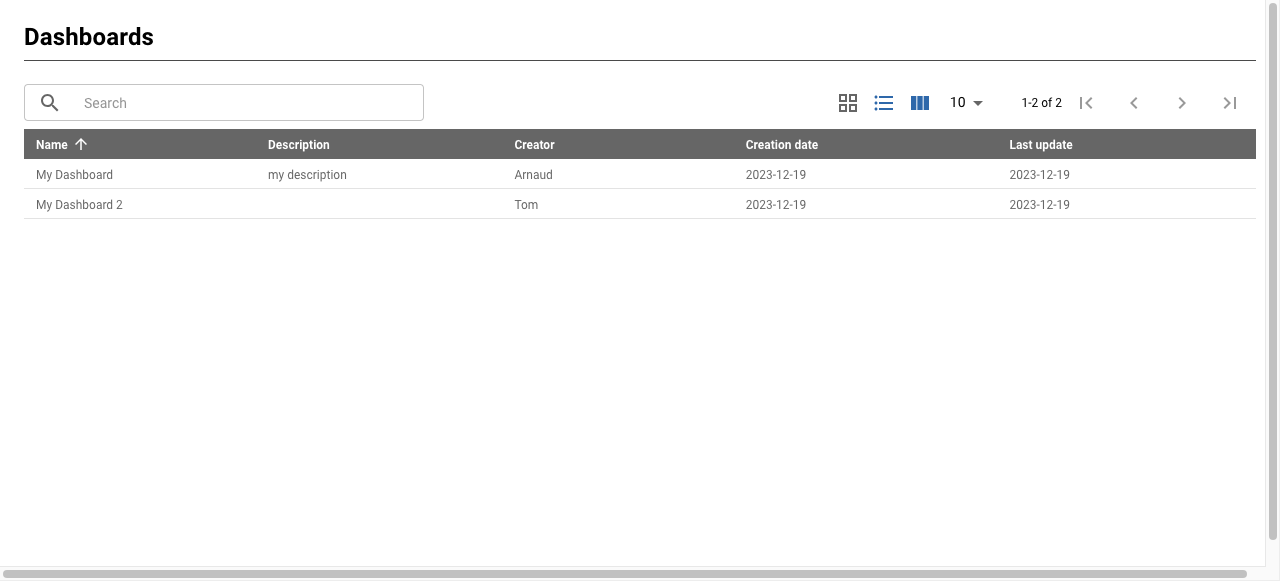 Dashboards
Search 10 1-2 of 2
Name Description Creator Creation date Last update
My Dashboard my description Arnaud 2023-12-19 2023-12-19
My Dashboard 2 Tom 2023-12-19 2023-12-19